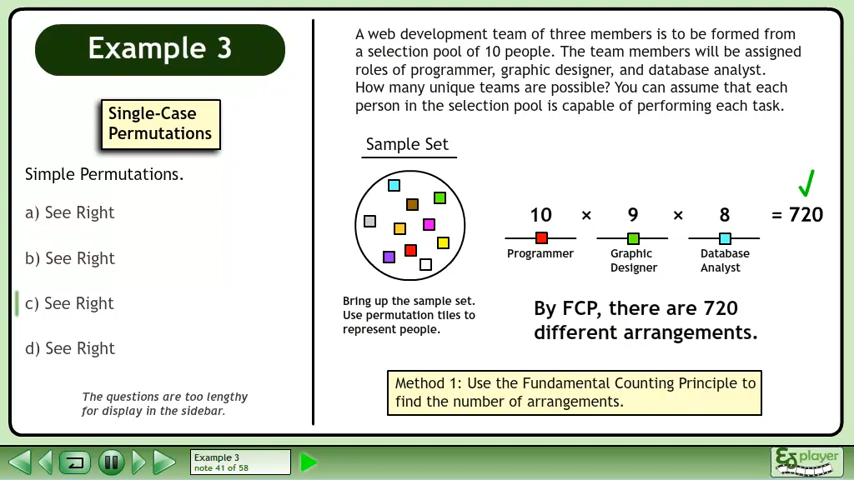 Example 3
Single-Case
Permutations
Simple Permutations.
a) See Right
b) See Right
c) See Right
d) See Right
The questions are too lengthy
for display in the sidebar.
A web development team of three members is to be formed from
a selection pool of 10 people. The team members will be assigned
roles of programmer, graphic designer, and database analyst.
How many unique teams are possible? You can assume that each
person in the selection pool is capable of performing each task.
Sample Set
Bring up the sample set.
Use permutation tiles to
represent people.
10 × 9 × 8 = 720
Programmer
Graphic
Designer
Database
Analyst
By FCP, there are 720
different arrangements.
Method 1: Use the Fundamental Counting Principle to
find the number of arrangements.
Example 3
note 41 of 58
player